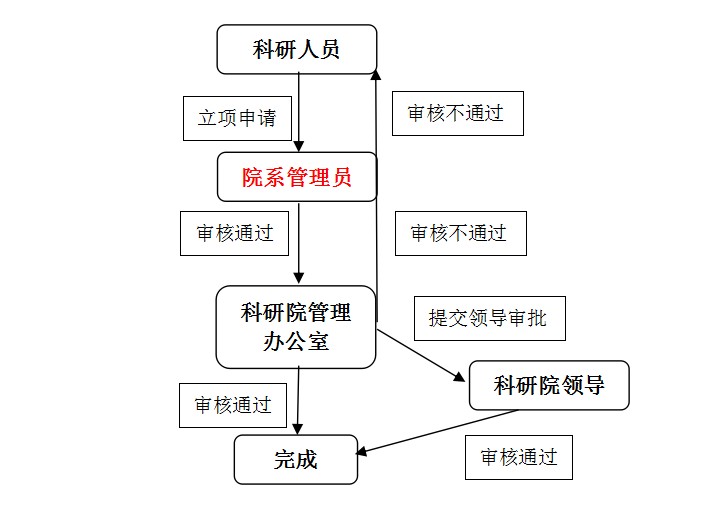 科研人员
立项申请
审核不通过
院系管理员
审核通过
审核不通过
科研院管理
办公室
提交领导审批
科研院领导
审核通过
完成
审核通过